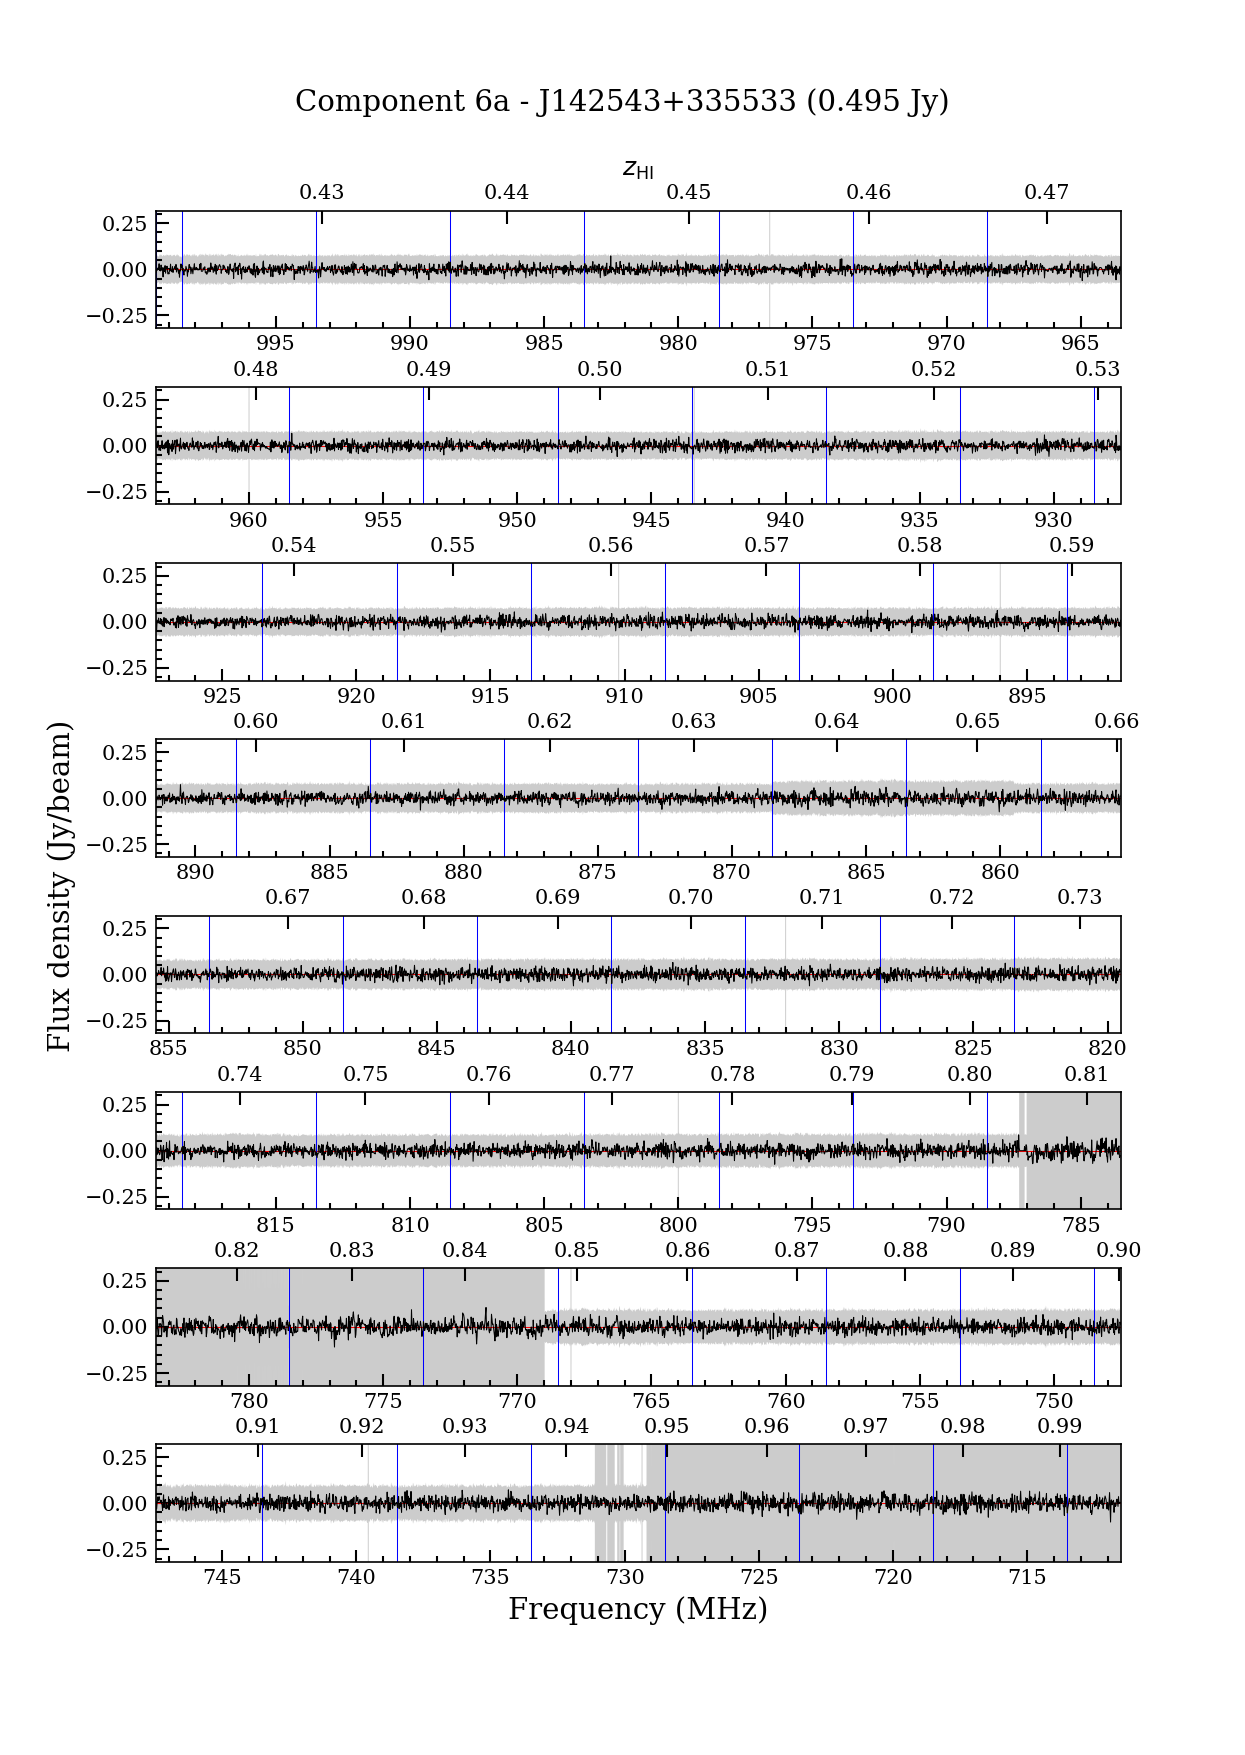 Component 6a - J142543+335533 (0.495 Jy)
zHI
0.43 0.44 0.45 0.46 0.47
0.25
0.00
−0.25
995 990 985 980 975 970 965
0.48 0.49 0.50 0.51 0.52 0.53
0.25
0.00
−0.25
960 955 950 945 940 935 930
0.54 0.55 0.56 0.57 0.58 0.59
0.25
0.00
−0.25
925 920 915 910 905 900 895
0.60 0.61 0.62 0.63 0.64 0.65 0.66
0.25
0.00
−0.25
890 885 880 875 870 865 860
0.67 0.68 0.69 0.70 0.71 0.72 0.73
0.25
0.00
−0.25
855 850 845 840 835 830 825 820
0.74 0.75 0.76 0.77 0.78 0.79 0.80 0.81
0.25
0.00
−0.25
815 810 805 800 795 790 785
0.82 0.83 0.84 0.85 0.86 0.87 0.88 0.89 0.90
0.25
0.00
−0.25
780 775 770 765 760 755 750
0.91 0.92 0.93 0.94 0.95 0.96 0.97 0.98 0.99
0.25
0.00
−0.25
745 740 735 730 725 720 715
Flux density (Jy/beam)
Frequency (MHz)